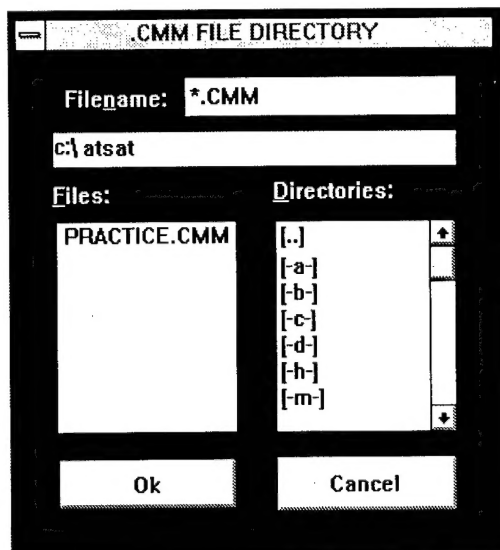 .CMM FILE DIRECTORY
Filename: *.CMM
c:\ atsat
Files:
PRACTICE.CMM
Directories:
[..]
[-a-]
[-b-]
[-c-]
[-d-]
[-h-]
[-m-]
Ok
Cancel